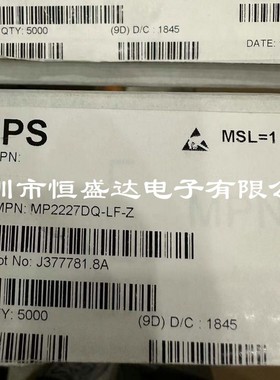 QTY: 5000 (9D) D/C : 1845 DATE:
PS MSL=1
PN:
圳市恒盛达电子有限公
MPN: MP2227DQ-LF-Z
ot No: J377781.8A
TY: 5000 (9D) D/C : 1845